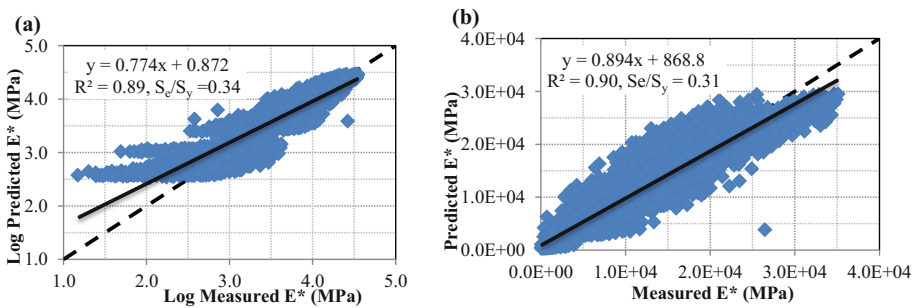 (a)
5.0
4.0
3.0
2.0
1.0
1.0 2.0 3.0 4.0 5.0
Log Predicted E* (MPa)
Log Measured E* (MPa)
y = 0.774x + 0.872
R² = 0.89, Sₑ/Sᵧ=0.34
(b)
4.0E+04
3.0E+04
2.0E+04
1.0E+04
0.0E+00
0.0E+00 1.0E+04 2.0E+04 3.0E+04 4.0E+04
Predicted E* (MPa)
Measured E* (MPa)
y = 0.894x + 868.8
R² = 0.90, Se/Sᵧ = 0.31